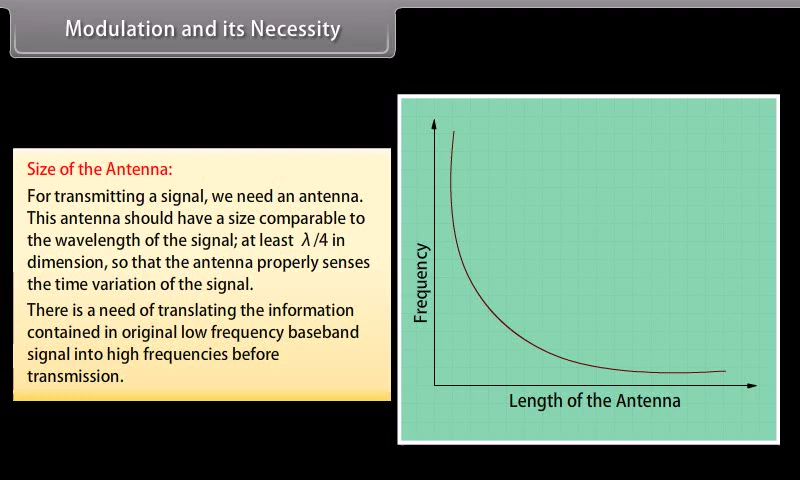 Modulation and its Necessity
Size of the Antenna:
For transmitting a signal, we need an antenna.
This antenna should have a size comparable to
the wavelength of the signal; at least λ/4 in
dimension, so that the antenna properly senses
the time variation of the signal.
There is a need of translating the information
contained in original low frequency baseband
signal into high frequencies before
transmission.
Frequency
Length of the Antenna